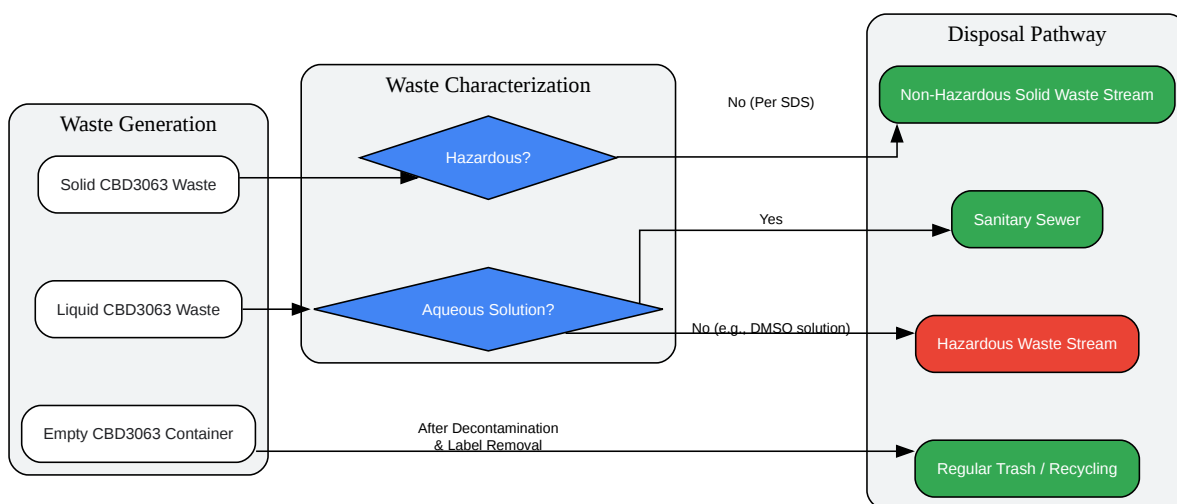 Waste Generation
Solid CBD3063 Waste
Liquid CBD3063 Waste
Empty CBD3063 Container
Waste Characterization
Hazardous?
Aqueous Solution?
No (Per SDS)
Yes
No (e.g., DMSO solution)
After Decontamination
& Label Removal
Disposal Pathway
Non-Hazardous Solid Waste Stream
Sanitary Sewer
Hazardous Waste Stream
Regular Trash / Recycling